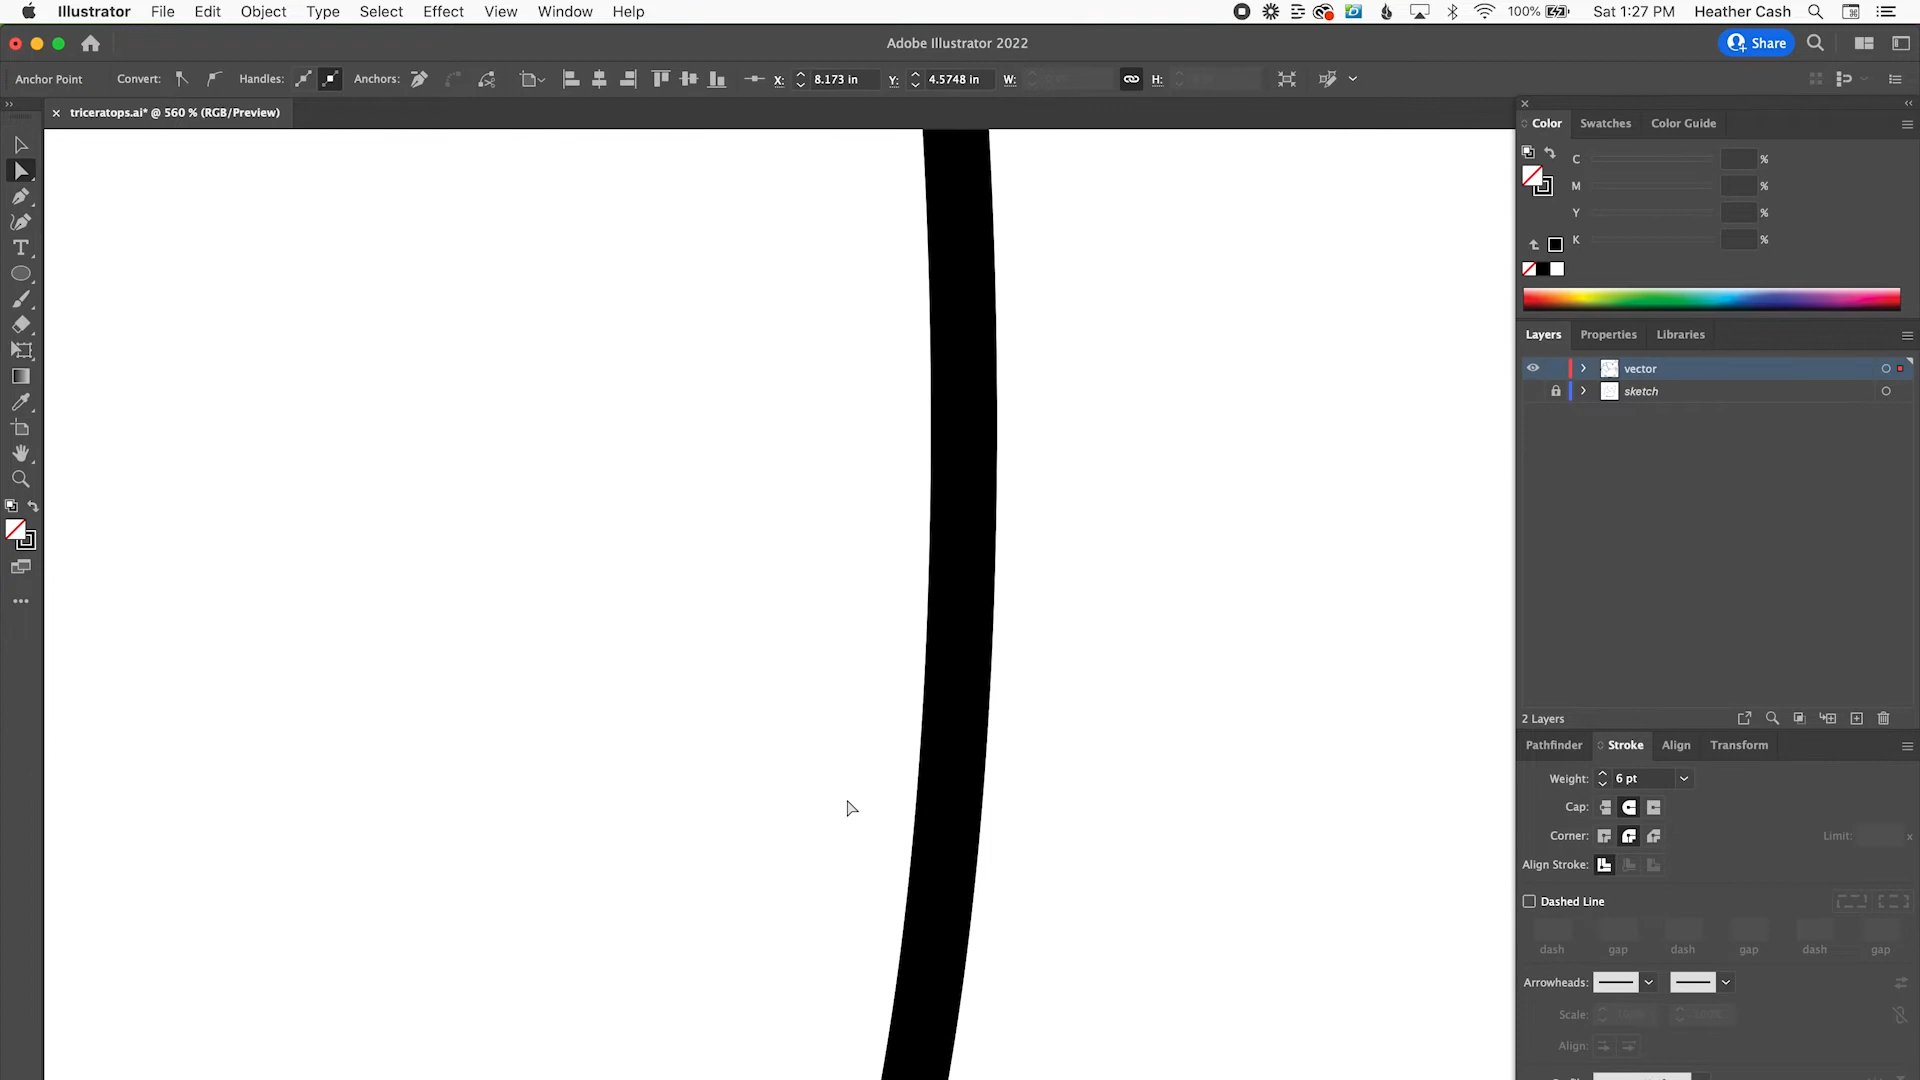 Illustrator File Edit Object Type Select Effect View Window Help 100% Sat 1:27 PM Heather Cash
Adobe Illustrator 2022 Share
Anchor Point Convert: Handles: Anchors: X: 8.173 in Y: 4.5748 in W: H:
triceratops.ai* @ 560 % (RGB/Preview)
Color Swatches Color Guide
C %
M %
Y %
K %
Layers Properties Libraries
vector
sketch
2 Layers
Pathfinder Stroke Align Transform
Weight: 6 pt
Cap:
Corner: Limit: x
Align Stroke:
Dashed Line
dash gap dash gap dash gap
Arrowheads:
Scale: 100% 100%
Align: